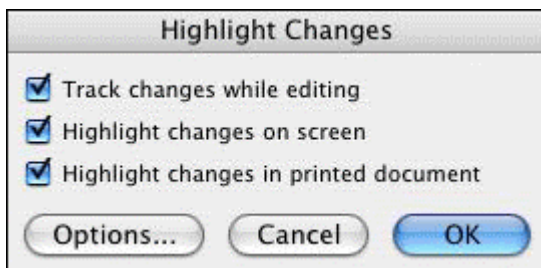 Highlight Changes
Track changes while editing
Highlight changes on screen
Highlight changes in printed document
Options... Cancel OK